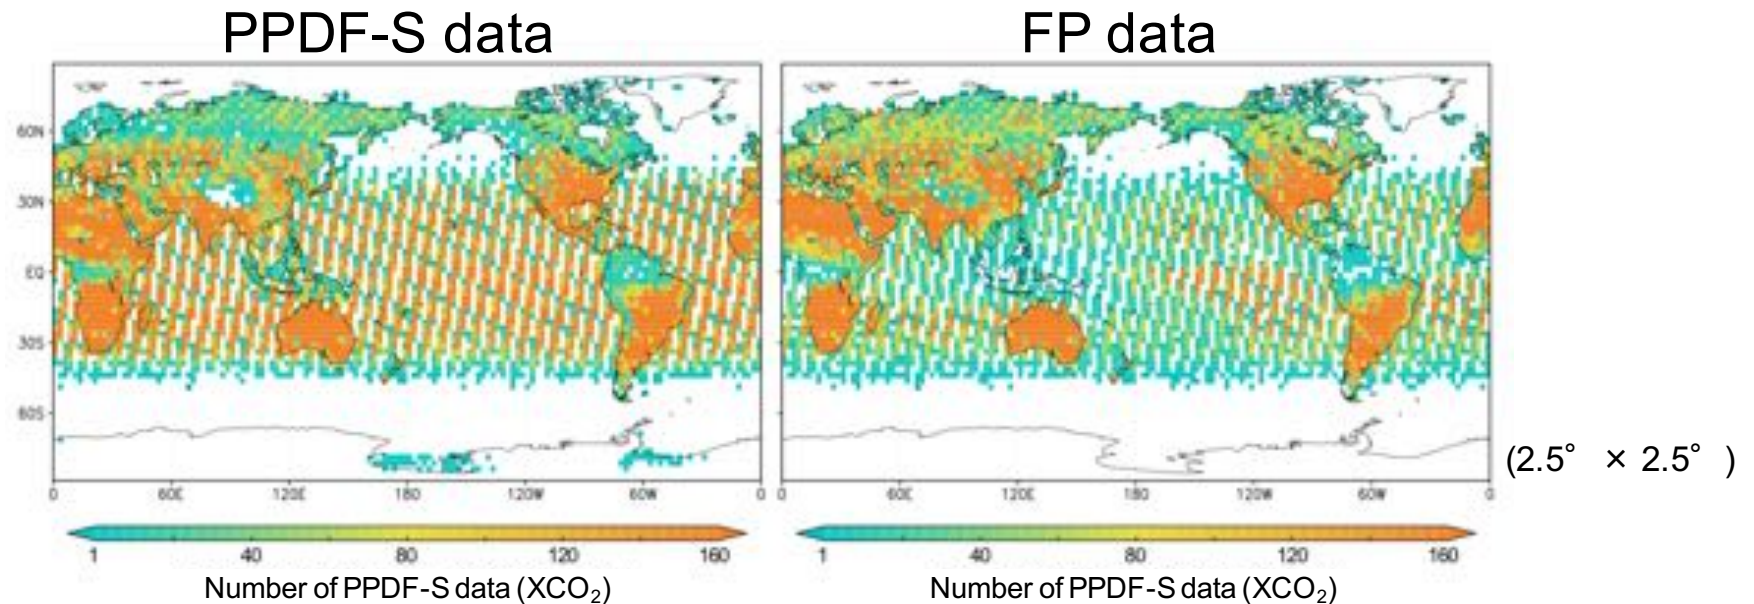 PPDF-S data
FP data
60N
30N
EQ
30S
60S
0 60E 120E 180 120W 60W 0
0 60E 120E 180 120W 60W 0
(2.5° × 2.5° )
1 40 80 120 160
1 40 80 120 160
Number of PPDF-S data (XCO₂)
Number of PPDF-S data (XCO₂)